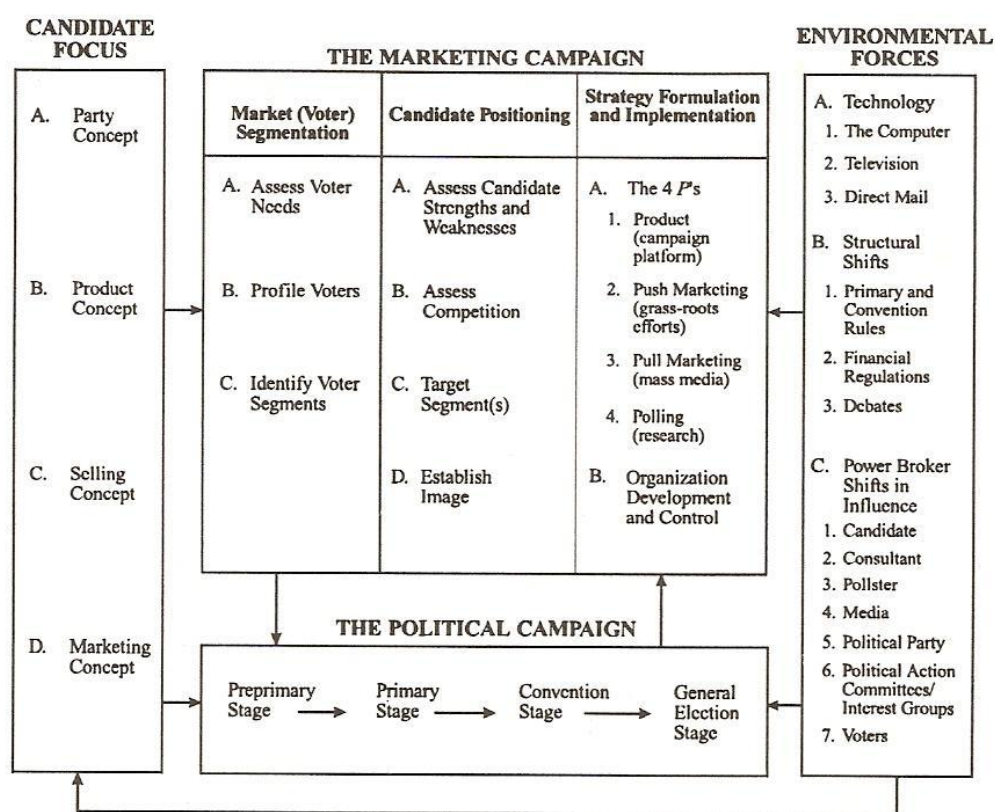 CANDIDATE
FOCUS
A. Party
Concept
B. Product
Concept
C. Selling
Concept
D. Marketing
Concept
THE MARKETING CAMPAIGN
Market (Voter)
Segmentation
A. Assess Voter
Needs
B. Profile Voters
C. Identify Voter
Segments
Candidate Positioning
A. Assess Candidate
Strengths and
Weaknesses
B. Assess
Competition
C. Target
Segment(s)
D. Establish
Image
Strategy Formulation
and Implementation
A. The 4 P's
1. Product
(campaign
platform)
2. Push Marketing
(grass-roots
efforts)
3. Pull Marketing
(mass media)
4. Polling
(research)
B. Organization
Development
and Control
THE POLITICAL CAMPAIGN
Preprimary
Stage
Primary
Stage
Convention
Stage
General
Election
Stage
ENVIRONMENTAL
FORCES
A. Technology
1. The Computer
2. Television
3. Direct Mail
B. Structural
Shifts
1. Primary and
Convention
Rules
2. Financial
Regulations
3. Debates
C. Power Broker
Shifts in
Influence
1. Candidate
2. Consultant
3. Pollster
4. Media
5. Political Party
6. Political Action
Committees/
Interest Groups
7. Voters